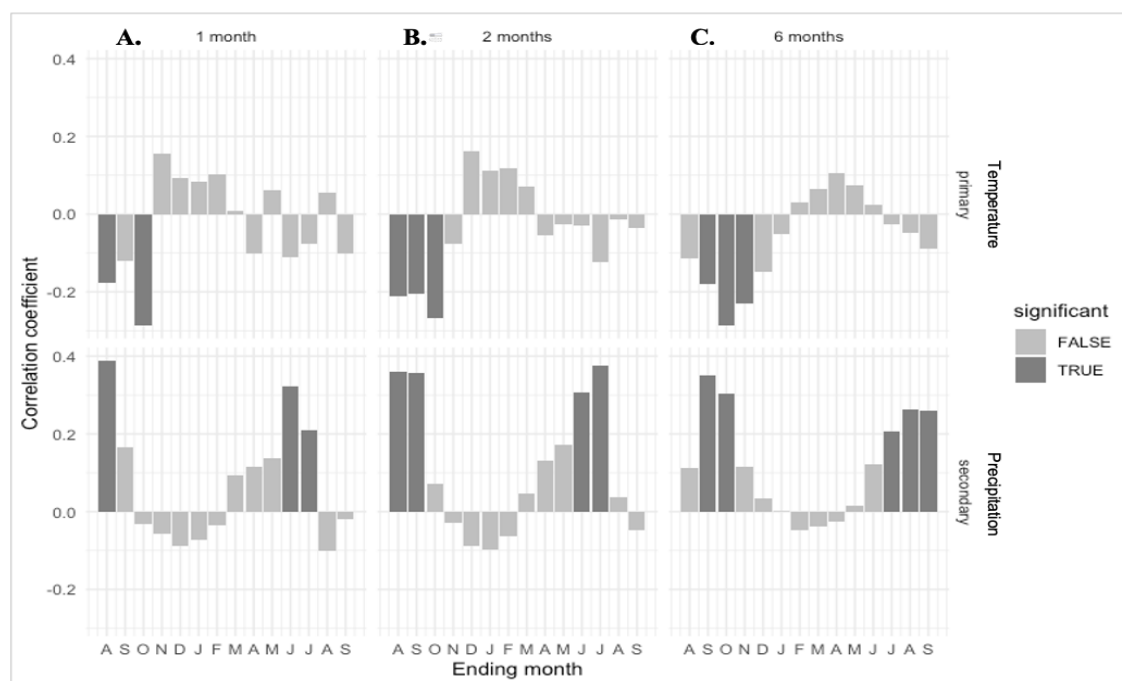 A. 1 month B. 2 months C. 6 months
0.4
0.2
0.0
-0.2
0.4
0.2
0.0
-0.2
Correlation coefficient
Temperature
primary
Precipitation
secondary
significant
FALSE
TRUE
A S O N D J F M A M J J A S A S O N D J F M A M J J A S A S O N D J F M A M J J A S
Ending month